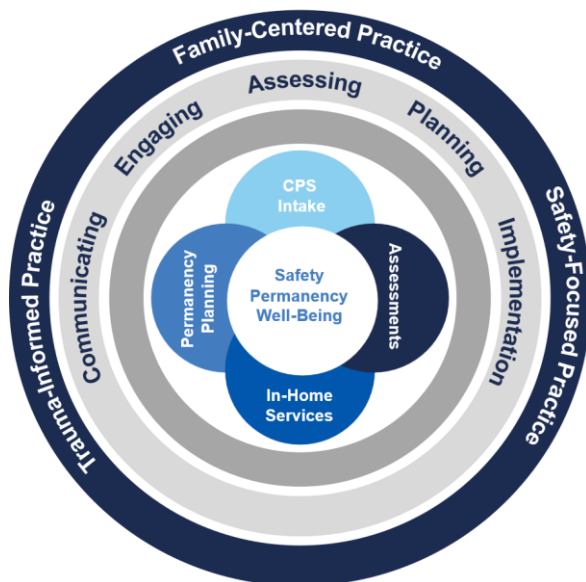 Family-Centered Practice
Trauma-Informed Practice
Safety-Focused Practice
Communicating
Engaging
Assessing
Planning
Implementation
CPS
Intake
Permanency
Planning
Safety
Permanency
Well-Being
Assessments
In-Home
Services